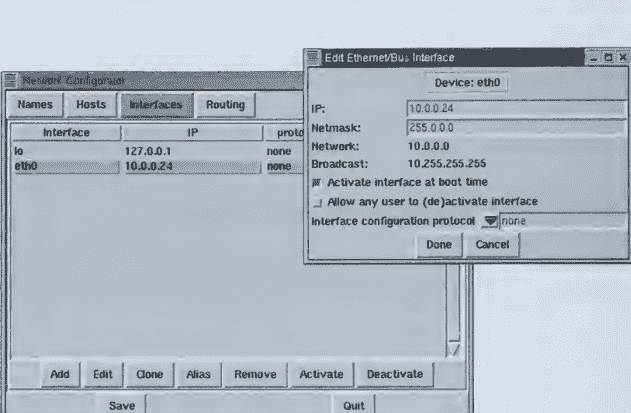 Network Configurator
Names Hosts Interfaces Routing
Interface IP proto
lo 127.0.0.1 none
eth0 10.0.0.24 none
Add Edit Clone Alias Remove Activate Deactivate
Save Quit
Edit Ethernet/Bus Interface
Device: eth0
IP: 10.0.0.24
Netmask: 255.0.0.0
Network: 10.0.0.0
Broadcast: 10.255.255.255
Activate interface at boot time
Allow any user to (de)activate interface
Interface configuration protocol none
Done Cancel